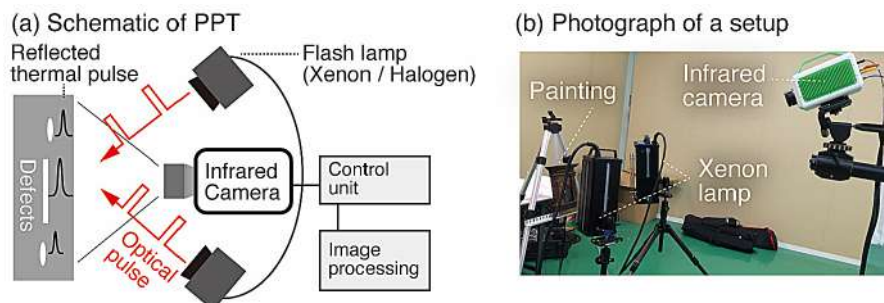 (a) Schematic of PPT
Reflected
thermal pulse
Flash lamp
(Xenon / Halogen)
Defects
Infrared
Camera
Control
unit
Optical
pulse
Image
processing
(b) Photograph of a setup
Painting
Infrared
camera
Xenon
lamp